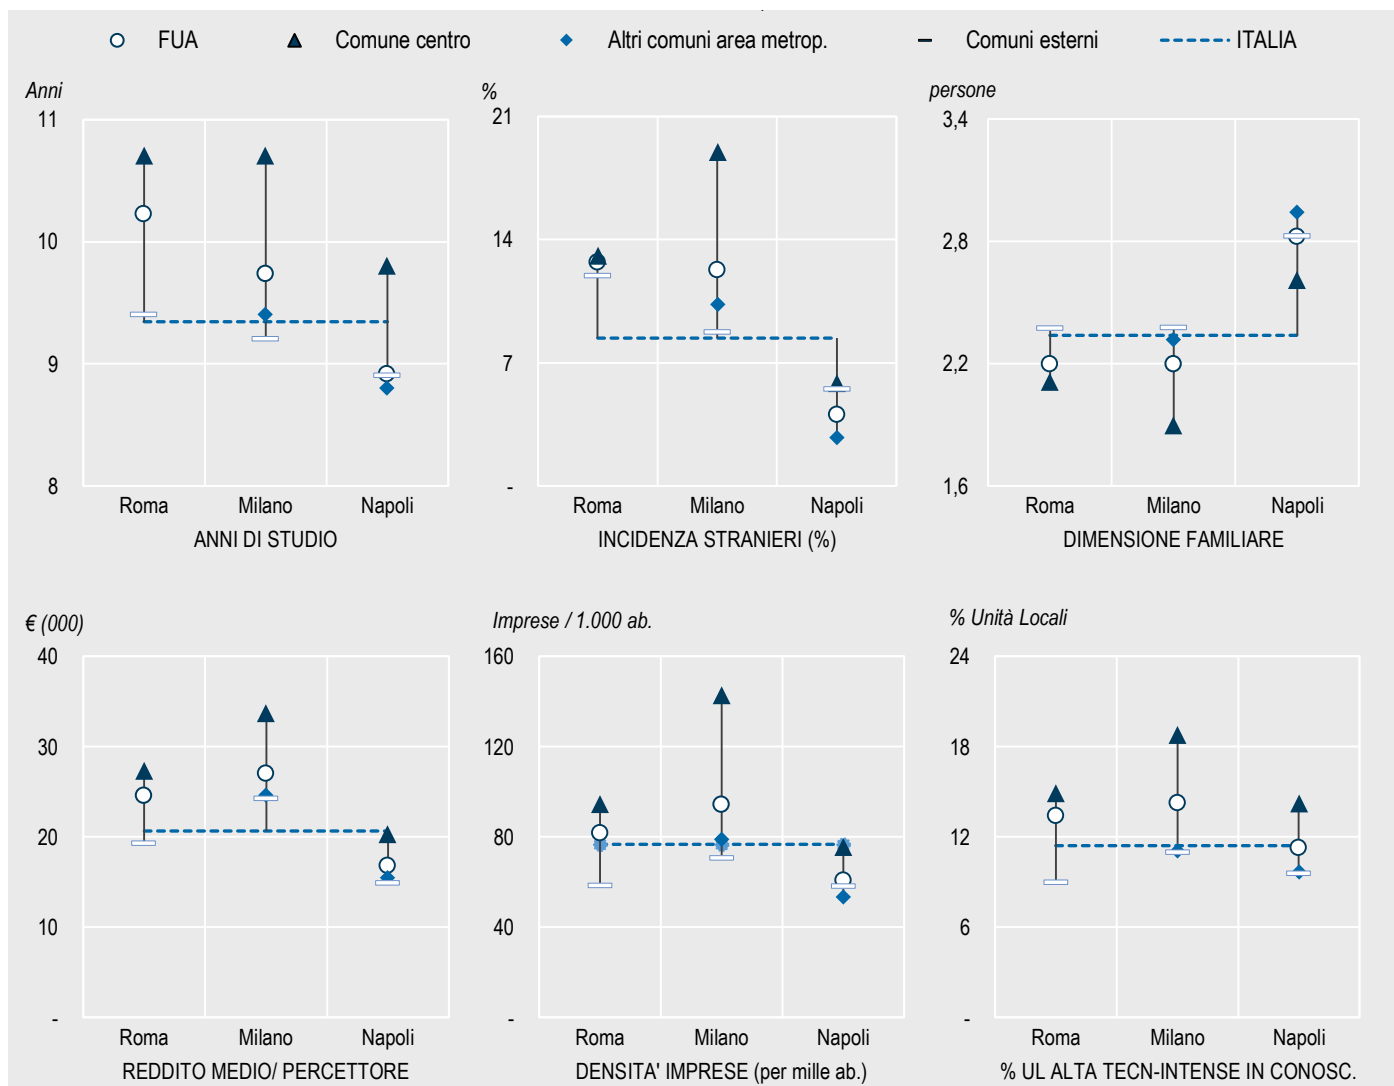 FUA Comune centro Altri comuni area metrop. Comuni esterni ITALIA
Anni
11
10
9
8
Roma Milano Napoli
ANNI DI STUDIO
%
21
14
7
-
Roma Milano Napoli
INCIDENZA STRANIERI (%)
persone
3,4
2,8
2,2
1,6
Roma Milano Napoli
DIMENSIONE FAMILIARE
€ (000)
40
30
20
10
-
Roma Milano Napoli
REDDITO MEDIO/ PERCETTORE
Imprese / 1.000 ab.
160
120
80
40
-
Roma Milano Napoli
DENSITA' IMPRESE (per mille ab.)
% Unità Locali
24
18
12
6
-
Roma Milano Napoli
% UL ALTA TECN-INTENSE IN CONOSC.